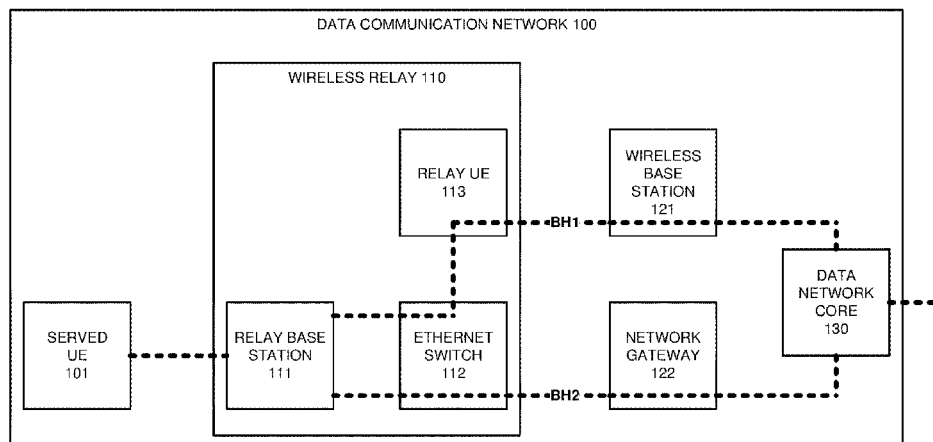 DATA COMMUNICATION NETWORK 100
WIRELESS RELAY 110
RELAY UE
113
WIRELESS
BASE
STATION
121
BH1
DATA
NETWORK
CORE
130
SERVED
UE
101
RELAY BASE
STATION
111
ETHERNET
SWITCH
112
NETWORK
GATEWAY
122
BH2